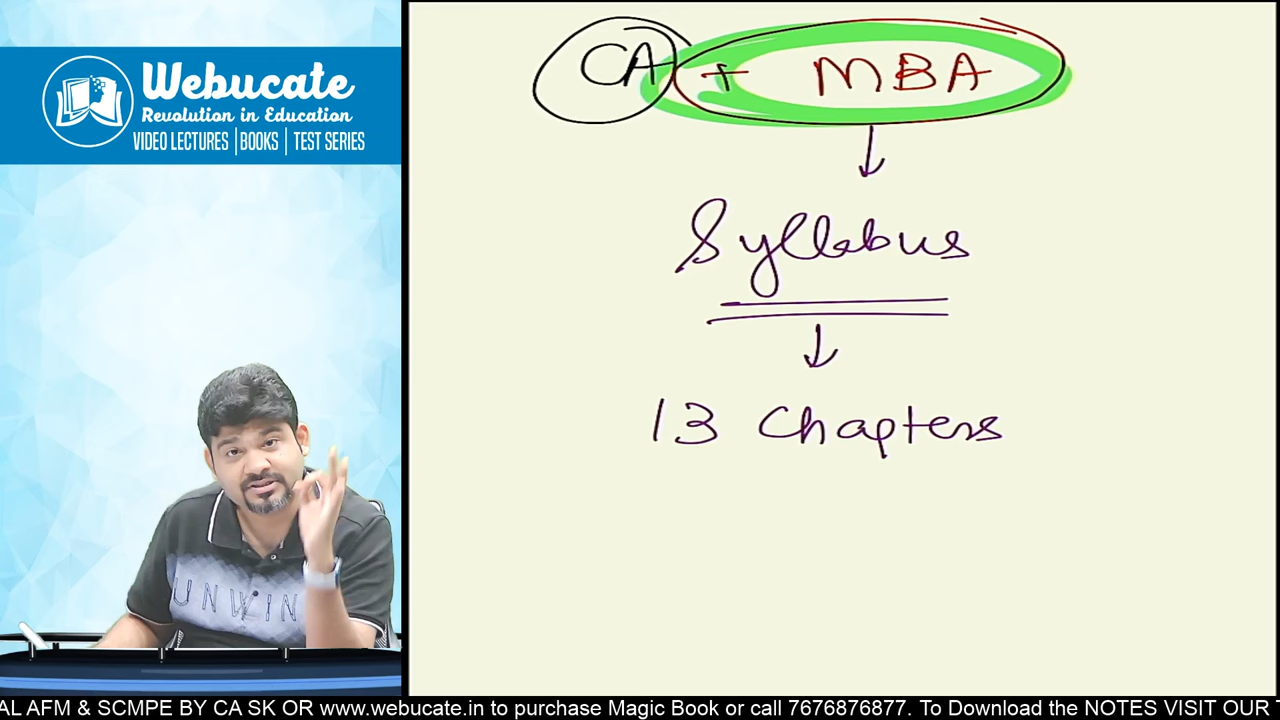 Webucate
Revolution in Education
VIDEO LECTURES | BOOKS | TEST SERIES
CA + MBA
Syllabus
13 Chapters
UNWIN
AL AFM & SCMPE BY CA SK OR www.webucate.in to purchase Magic Book or call 7676876877. To Download the NOTES VISIT OUR